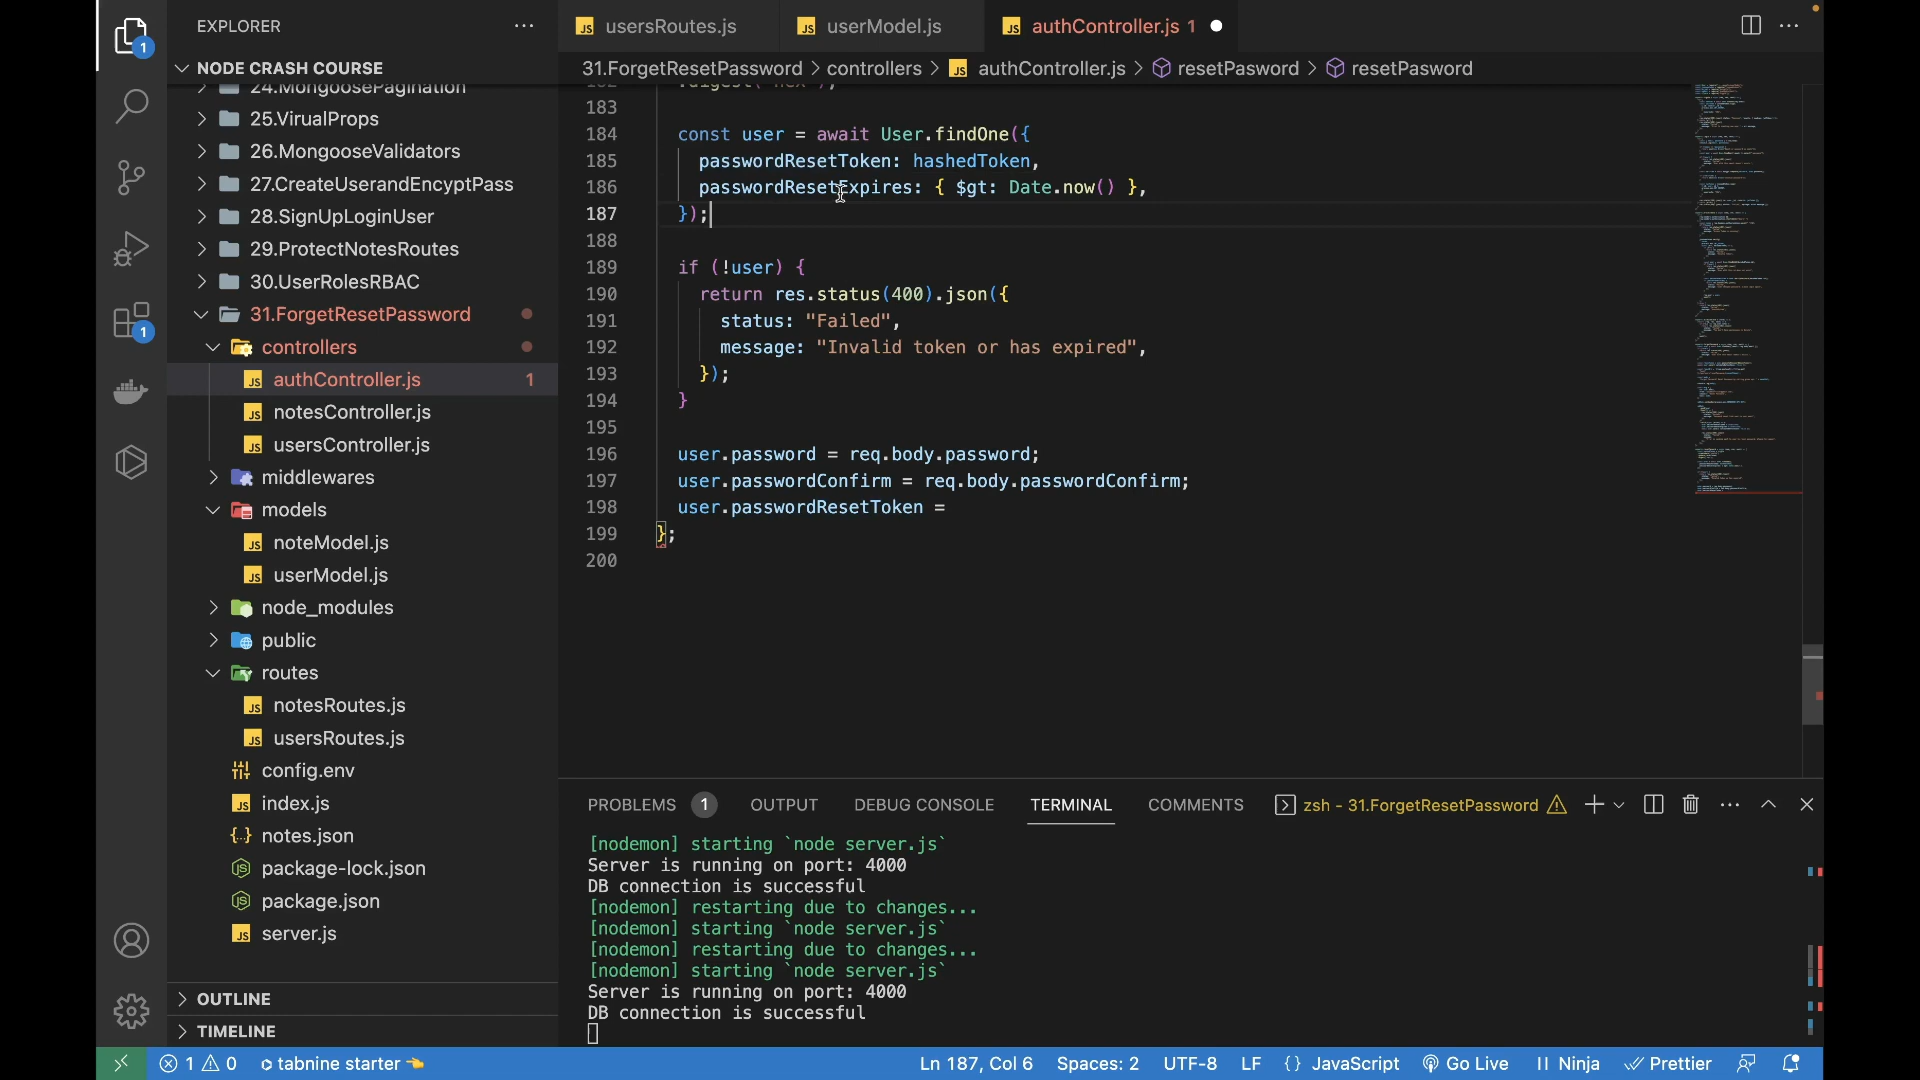 EXPLORER
NODE CRASH COURSE
24.MongoosePagination
25.VirualProps
26.MongooseValidators
27.CreateUserandEncyptPass
28.SignUpLoginUser
29.ProtectNotesRoutes
30.UserRolesRBAC
31.ForgetResetPassword
controllers
authController.js 1
notesController.js
usersController.js
middlewares
models
noteModel.js
userModel.js
node_modules
public
routes
notesRoutes.js
usersRoutes.js
config.env
index.js
notes.json
package-lock.json
package.json
server.js
OUTLINE
TIMELINE
1
1
usersRoutes.js
userModel.js
authController.js 1
31.ForgetResetPassword > controllers > authController.js > resetPasword > resetPasword
182 .digest("hex");
183
184 const user = await User.findOne({
185 passwordResetToken: hashedToken,
186 passwordResetExpires: { $gt: Date.now() },
187 });
188
189 if (!user) {
190 return res.status(400).json({
191 status: "Failed",
192 message: "Invalid token or has expired",
193 });
194 }
195
196 user.password = req.body.password;
197 user.passwordConfirm = req.body.passwordConfirm;
198 user.passwordResetToken =
199 };
200
PROBLEMS 1 OUTPUT DEBUG CONSOLE TERMINAL COMMENTS zsh - 31.ForgetResetPassword
[nodemon] starting `node server.js`
Server is running on port: 4000
DB connection is successful
[nodemon] restarting due to changes...
[nodemon] starting `node server.js`
[nodemon] restarting due to changes...
[nodemon] starting `node server.js`
Server is running on port: 4000
DB connection is successful
1 0 tabnine starter Ln 187, Col 6 Spaces: 2 UTF-8 LF {} JavaScript Go Live Ninja Prettier